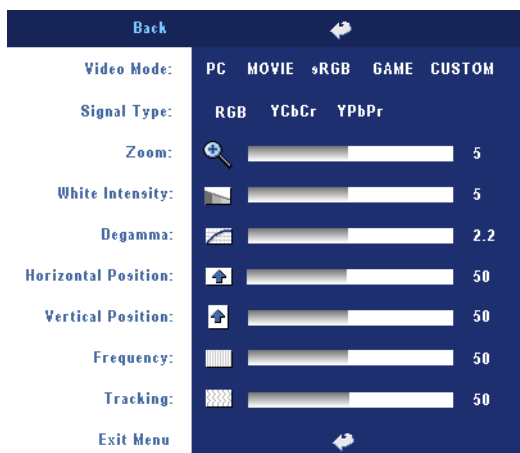 Back
Video Mode: PC MOVIE sRGB GAME CUSTOM
Signal Type: RGB YCbCr YPbPr
Zoom: 5
White Intensity: 5
Degamma: 2.2
Horizontal Position: 50
Vertical Position: 50
Frequency: 50
Tracking: 50
Exit Menu